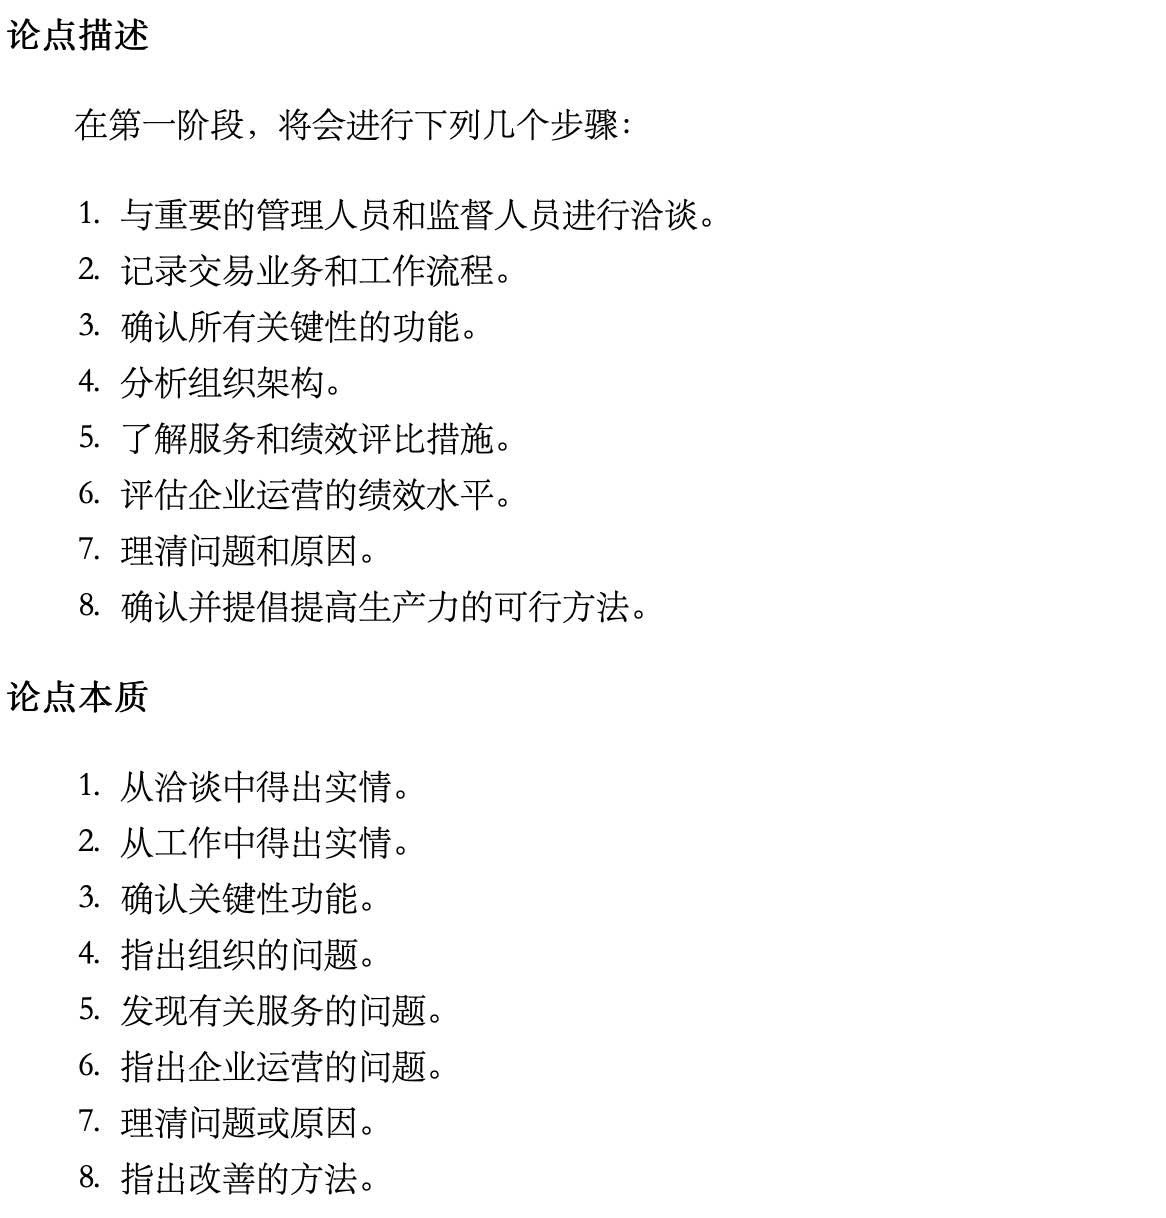 论点描述
在第一阶段，将会进行下列几个步骤：
1. 与重要的管理人员和监督人员进行洽谈。
2. 记录交易业务和工作流程。
3. 确认所有关键性的功能。
4. 分析组织架构。
5. 了解服务和绩效评比措施。
6. 评估企业运营的绩效水平。
7. 理清问题和原因。
8. 确认并提倡提高生产力的可行方法。
论点本质
1. 从洽谈中得出实情。
2. 从工作中得出实情。
3. 确认关键性功能。
4. 指出组织的问题。
5. 发现有关服务的问题。
6. 指出企业运营的问题。
7. 理清问题或原因。
8. 指出改善的方法。